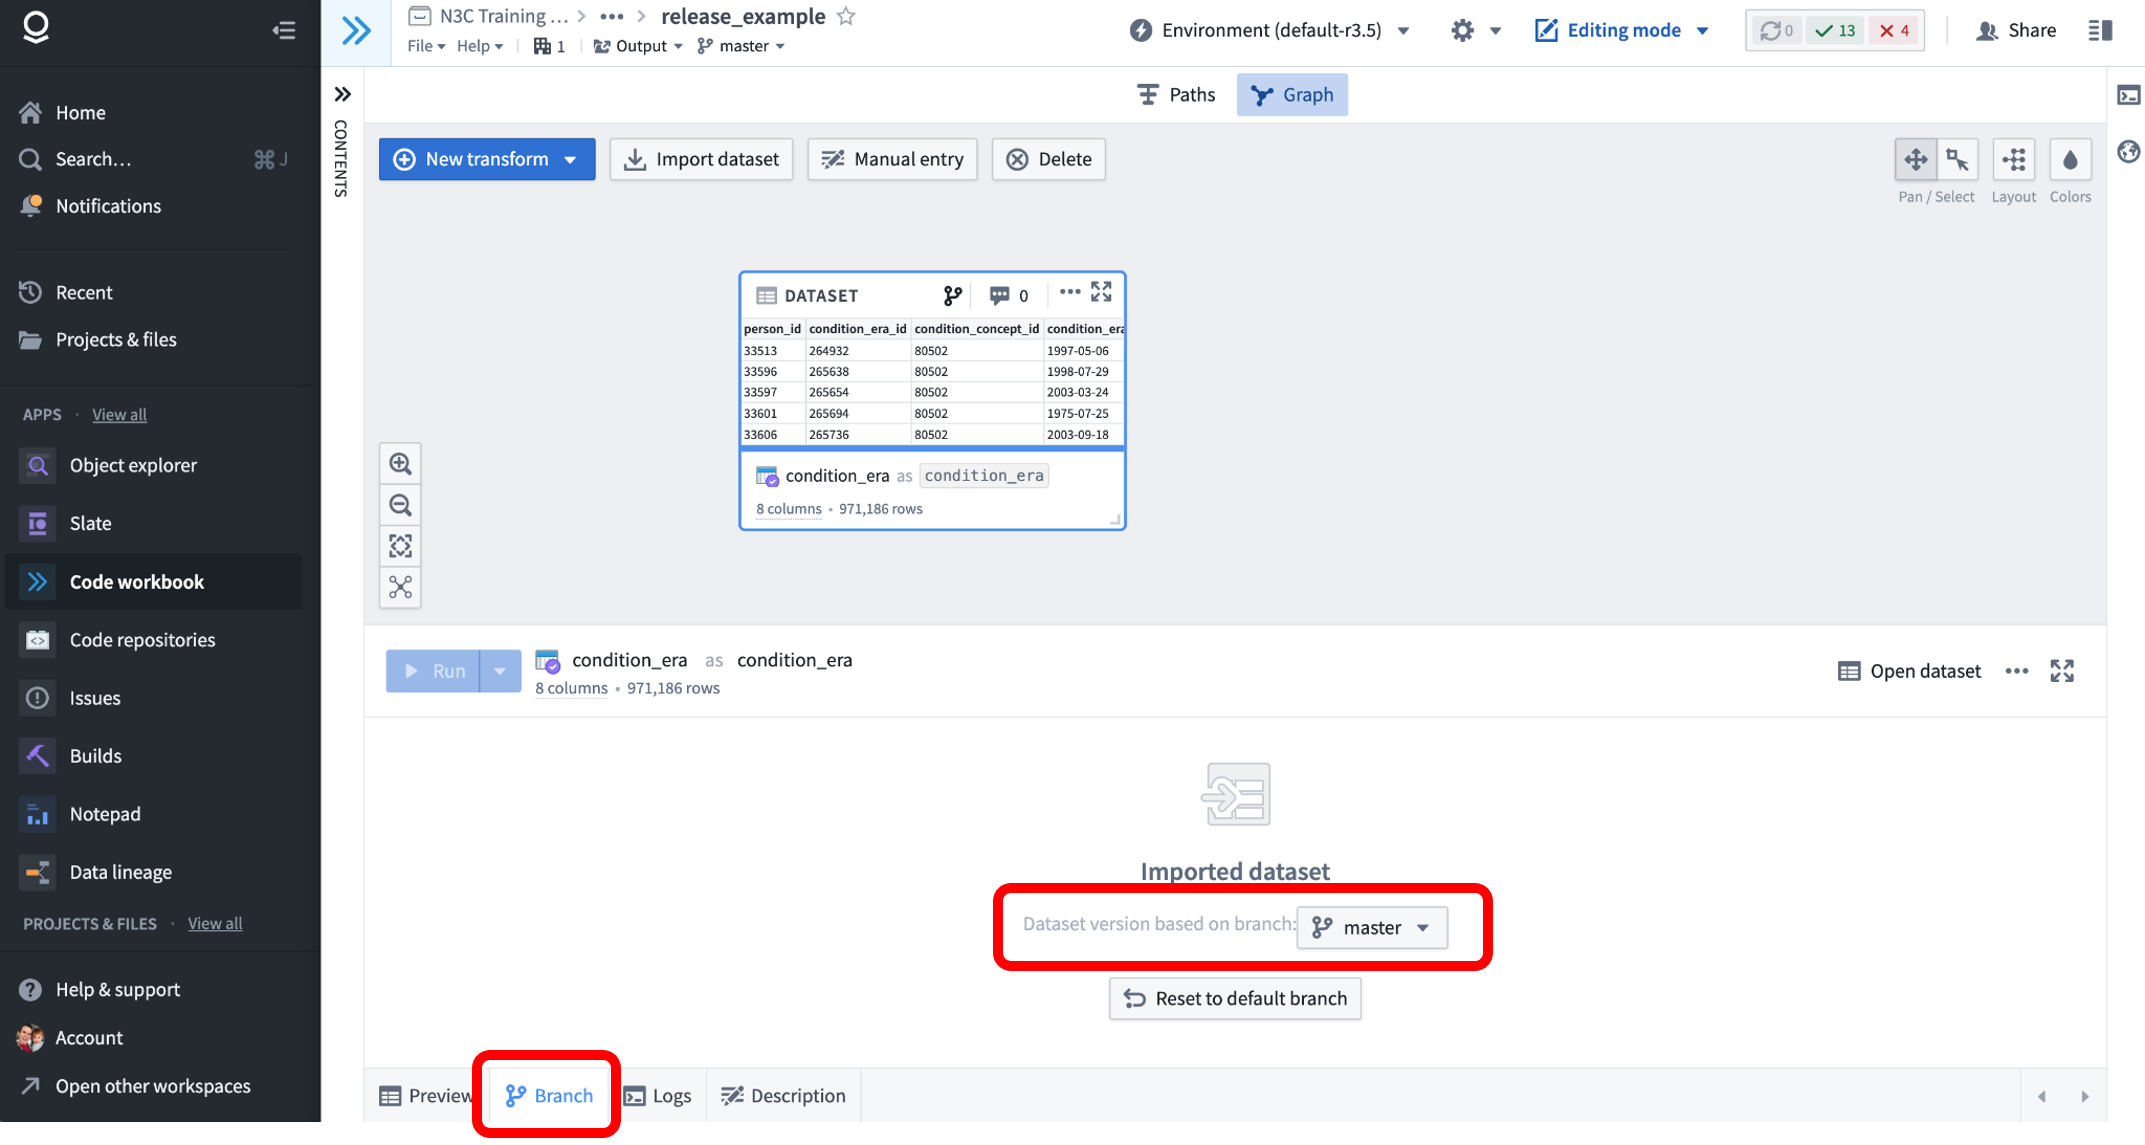 N3C Training ... > ••• > release_example
File Help 1 Output master
Environment (default-r3.5)
Editing mode
0 13 4
Share
Home
Search... ⌘ J
Notifications
Recent
Projects & files
APPS · View all
Object explorer
Slate
Code workbook
Code repositories
Issues
Builds
Notepad
Data lineage
PROJECTS & FILES · View all
Help & support
Account
Open other workspaces
CONTENTS
Paths Graph
New transform Import dataset Manual entry Delete
Pan / Select Layout Colors
DATASET 0 •••
person_id condition_era_id condition_concept_id condition_era
33513 264932 80502 1997-05-06
33596 265638 80502 1998-07-29
33597 265654 80502 2003-03-24
33601 265694 80502 1975-07-25
33606 265736 80502 2003-09-18
condition_era as condition_era
8 columns • 971,186 rows
Run condition_era as condition_era
8 columns • 971,186 rows
Open dataset •••
Imported dataset
Dataset version based on branch: master
Reset to default branch
Preview Branch Logs Description